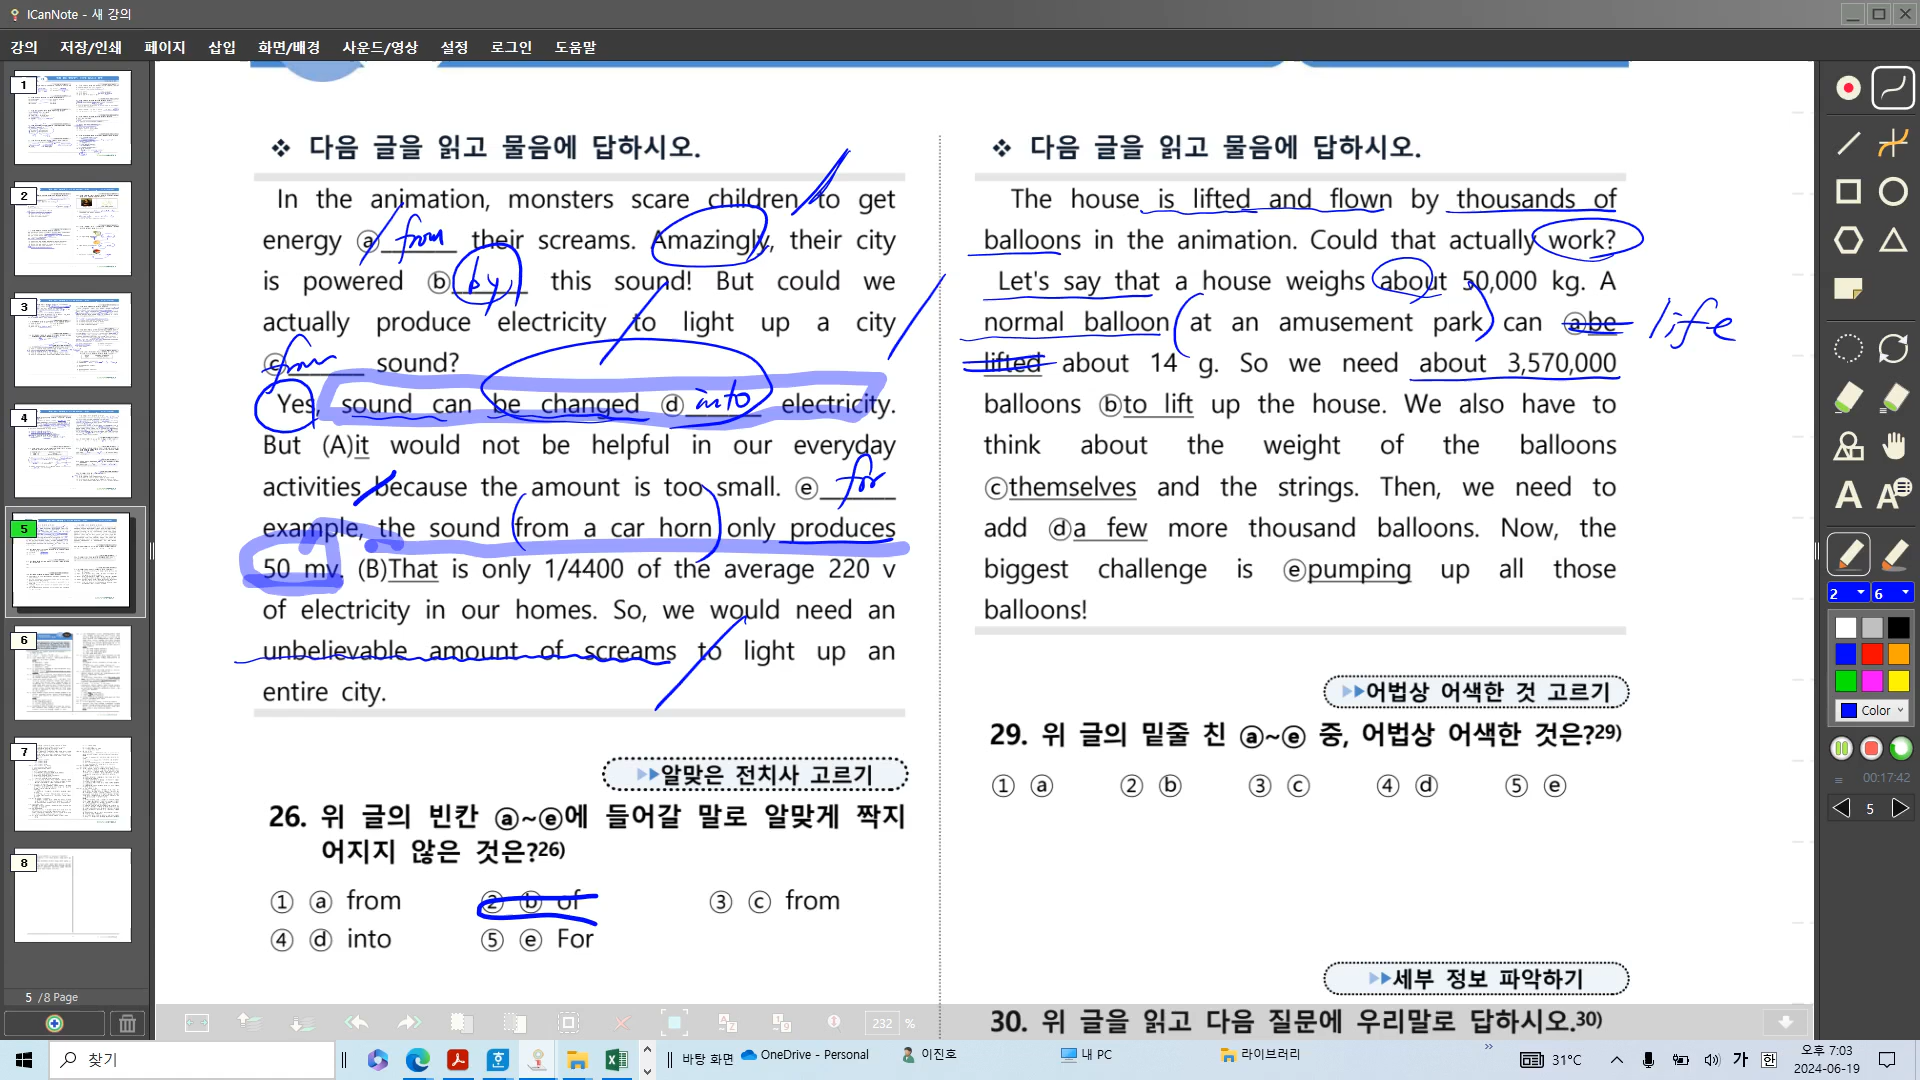 ICanNote - 새 강의
강의 저장/인쇄 페이지 삽입 화면/배경 사운드/영상 설정 로그인 도움말
1
2
3
4
5
6
7
8
5 /8 Page
❖ 다음 글을 읽고 물음에 답하시오.
In the animation, monsters scare children to get
energy ⓐ from their screams. Amazingly, their city
is powered ⓑ by this sound! But could we
actually produce electricity to light up a city
ⓒ from sound?
Yes, sound can be changed ⓓ into electricity.
But (A)it would not be helpful in our everyday
activities because the amount is too small. ⓔ for
example, the sound from a car horn only produces
50 mv. (B)That is only 1/4400 of the average 220 v
of electricity in our homes. So, we would need an
unbelievable amount of screams to light up an
entire city.
▶▶알맞은 전치사 고르기
26. 위 글의 빈칸 ⓐ~ⓔ에 들어갈 말로 알맞게 짝지
어지지 않은 것은?26)
① ⓐ from ② ⓑ of ③ ⓒ from
④ ⓓ into ⑤ ⓔ For
❖ 다음 글을 읽고 물음에 답하시오.
The house is lifted and flown by thousands of
balloons in the animation. Could that actually work?
Let's say that a house weighs about 50,000 kg. A
normal balloon at an amusement park can ⓐbe life
lifted about 14 g. So we need about 3,570,000
balloons ⓑto lift up the house. We also have to
think about the weight of the balloons
ⓒthemselves and the strings. Then, we need to
add ⓓa few more thousand balloons. Now, the
biggest challenge is ⓔpumping up all those
balloons!
▶▶어법상 어색한 것 고르기
29. 위 글의 밑줄 친 ⓐ~ⓔ 중, 어법상 어색한 것은?29)
① ⓐ ② ⓑ ③ ⓒ ④ ⓓ ⑤ ⓔ
▶▶세부 정보 파악하기
30. 위 글을 읽고 다음 질문에 우리말로 답하시오.30)
2 6
Color
00:17:42
5
232 %
찾기
바탕 화면 OneDrive - Personal 이진호 내 PC 라이브러리
31°C
가 한
오후 7:03
2024-06-19